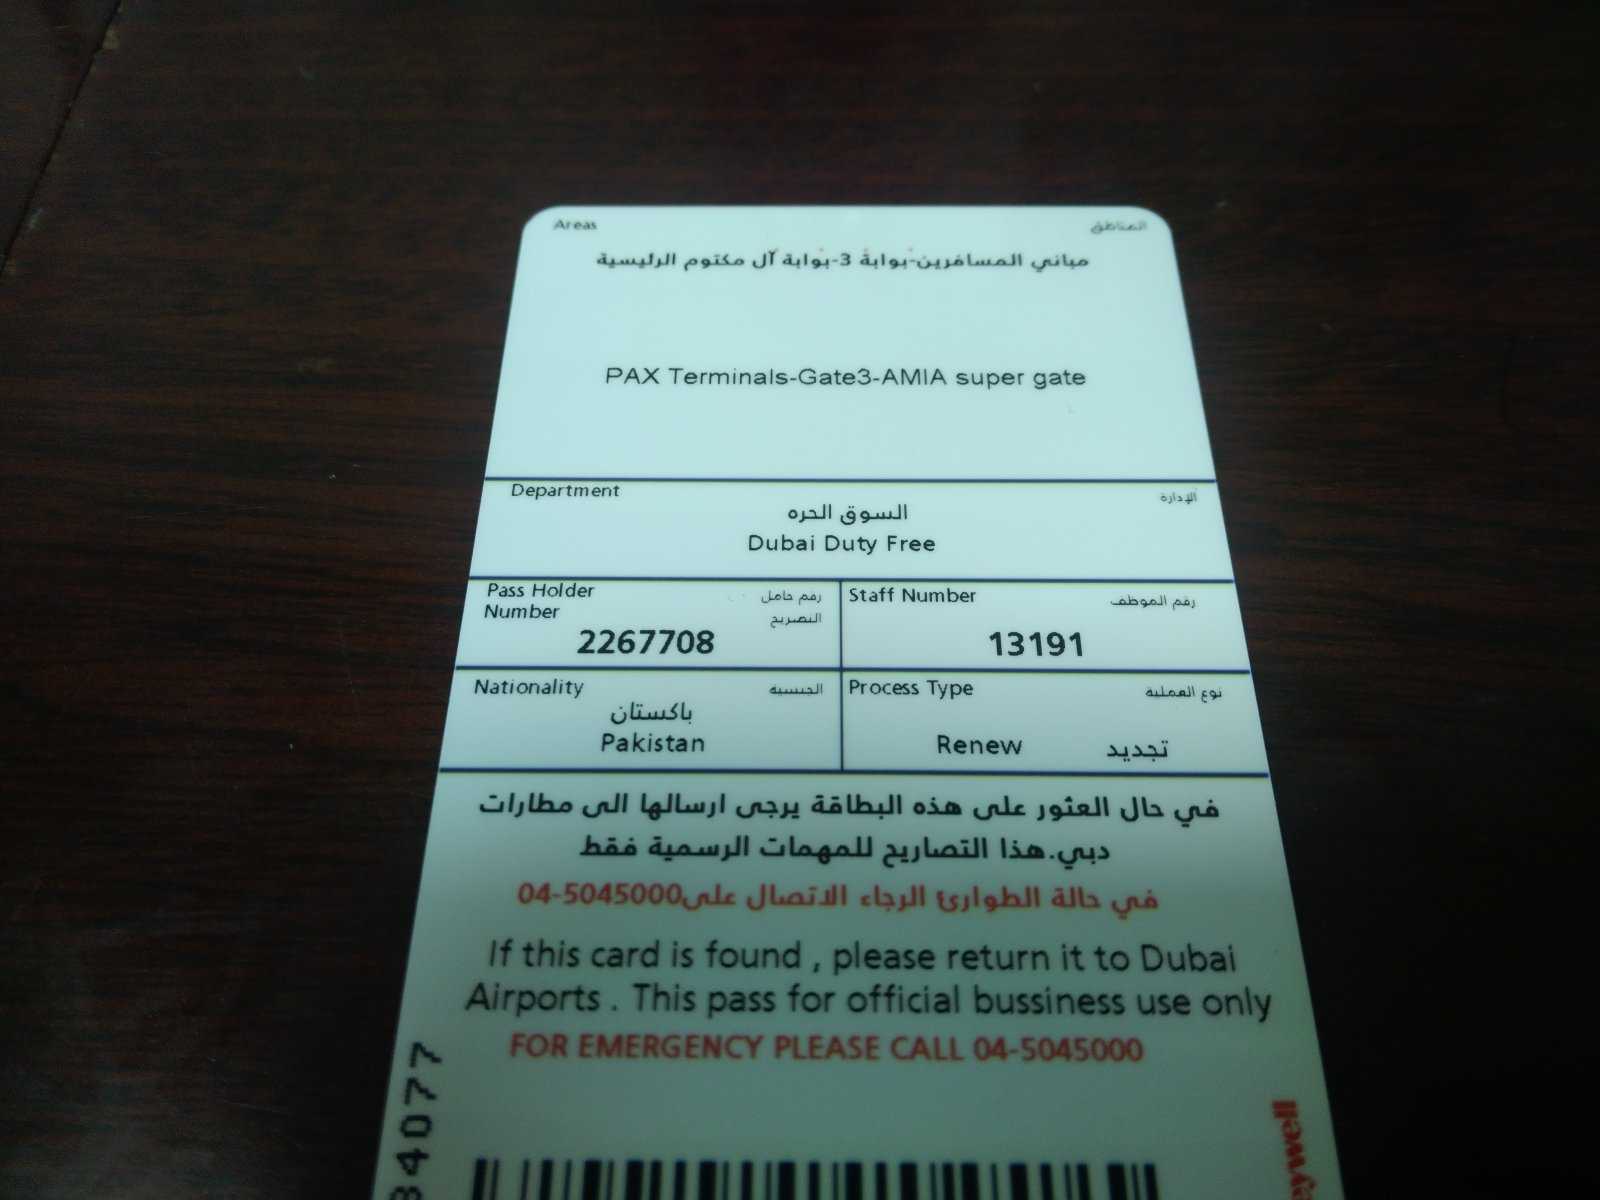 Areas المناطق
مباني المسافرين-بوابة 3-بوابة آل مكتوم الرئيسية
PAX Terminals-Gate3-AMIA super gate
Department الإدارة
السوق الحره
Dubai Duty Free
Pass Holder Number رقم حامل التصريح
2267708
Staff Number رقم الموظف
13191
Nationality الجنسية
باكستان
Pakistan
Process Type نوع العملية
Renew تجديد
في حال العثور على هذه البطاقة يرجى ارسالها الى مطارات
دبي.هذا التصاريح للمهمات الرسمية فقط
في حالة الطوارئ الرجاء الاتصال على04-5045000
If this card is found , please return it to Dubai
Airports . This pass for official bussiness use only
FOR EMERGENCY PLEASE CALL 04-5045000
34077